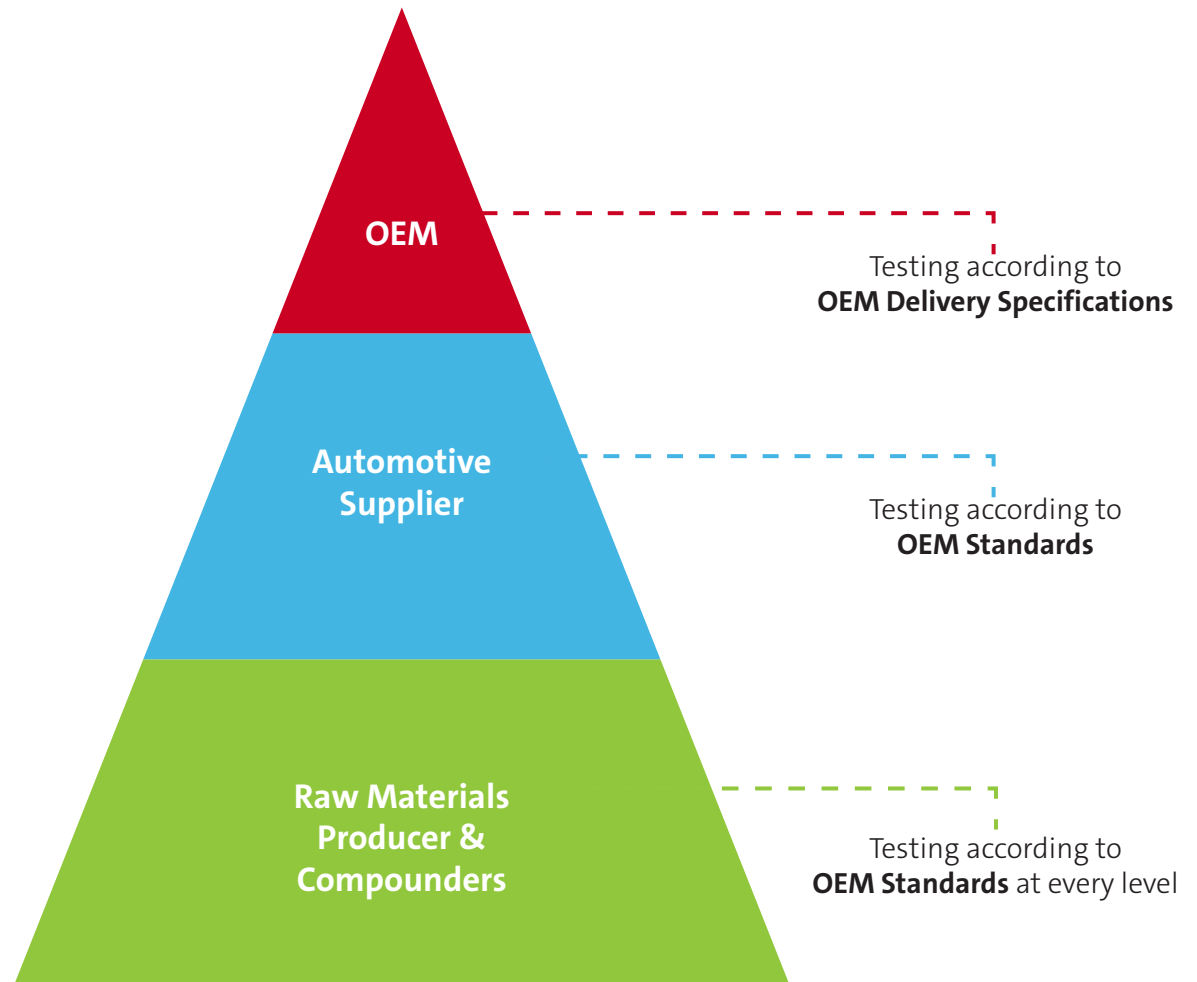 OEM
Testing according to
OEM Delivery Specifications
Automotive
Supplier
Testing according to
OEM Standards
Raw Materials
Producer &
Compounders
Testing according to
OEM Standards at every level